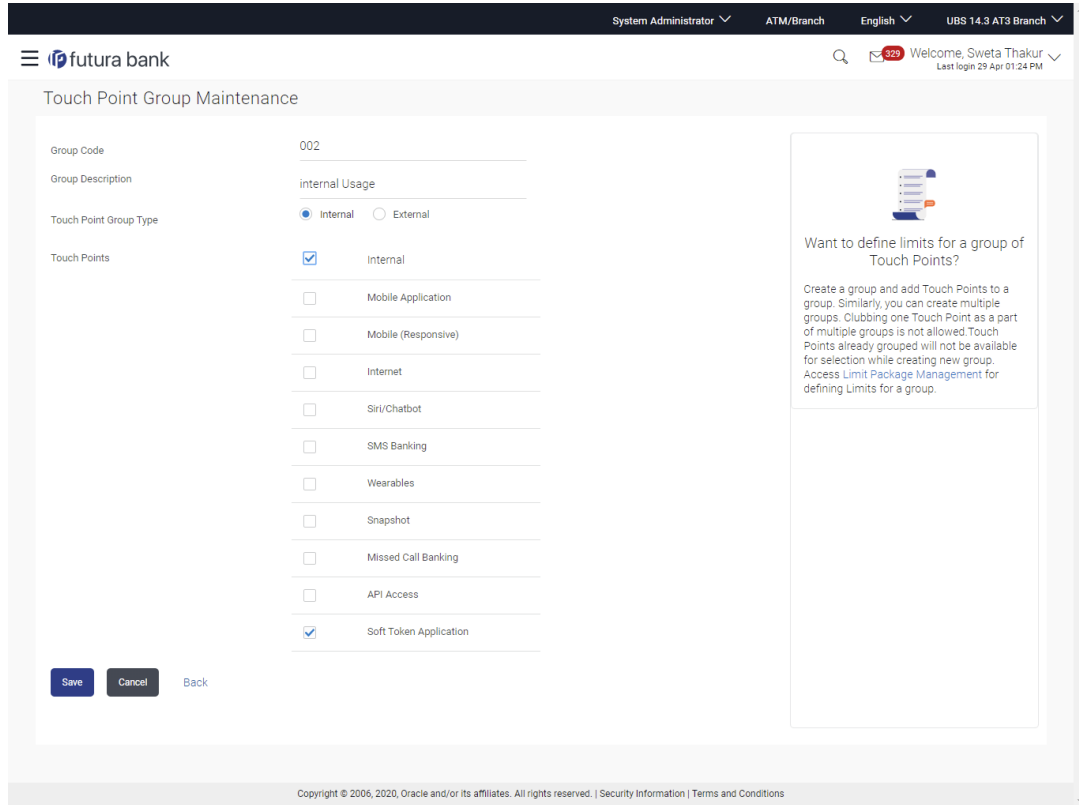 System Administrator ATM/Branch English UBS 14.3 AT3 Branch
futura bank
329
Welcome, Sweta Thakur
Last login 29 Apr 01:24 PM
Touch Point Group Maintenance
Group Code 002
Group Description internal Usage
Touch Point Group Type Internal External
Touch Points Internal
Mobile Application
Mobile (Responsive)
Internet
Siri/Chatbot
SMS Banking
Wearables
Snapshot
Missed Call Banking
API Access
Soft Token Application
Save Cancel Back
Want to define limits for a group of
Touch Points?
Create a group and add Touch Points to a
group. Similarly, you can create multiple
groups. Clubbing one Touch Point as a part
of multiple groups is not allowed.Touch
Points already grouped will not be available
for selection while creating new group.
Access Limit Package Management for
defining Limits for a group.
Copyright © 2006, 2020, Oracle and/or its affiliates. All rights reserved. | Security Information | Terms and Conditions